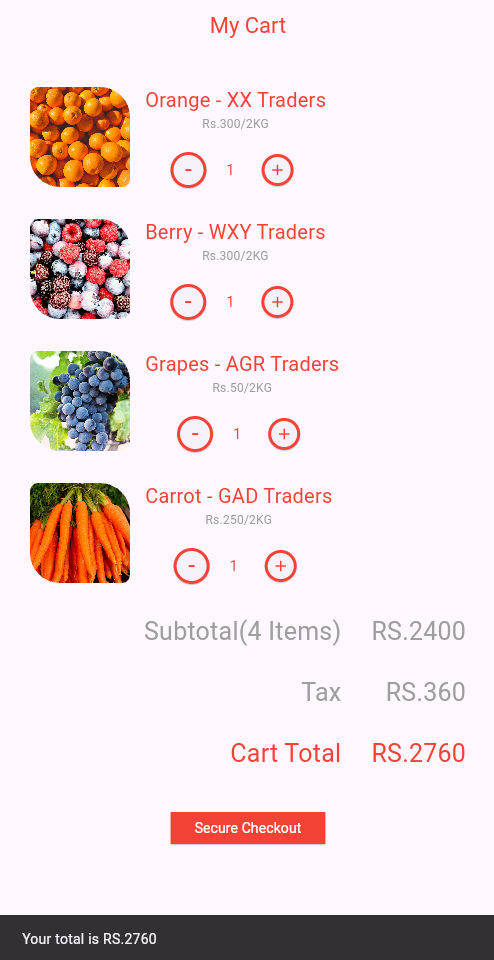 My Cart
Orange - XX Traders
Rs.300/2KG
- 1 +
Berry - WXY Traders
Rs.300/2KG
- 1 +
Grapes - AGR Traders
Rs.50/2KG
- 1 +
Carrot - GAD Traders
Rs.250/2KG
- 1 +
Subtotal(4 Items) RS.2400
Tax RS.360
Cart Total RS.2760
Secure Checkout
Your total is RS.2760